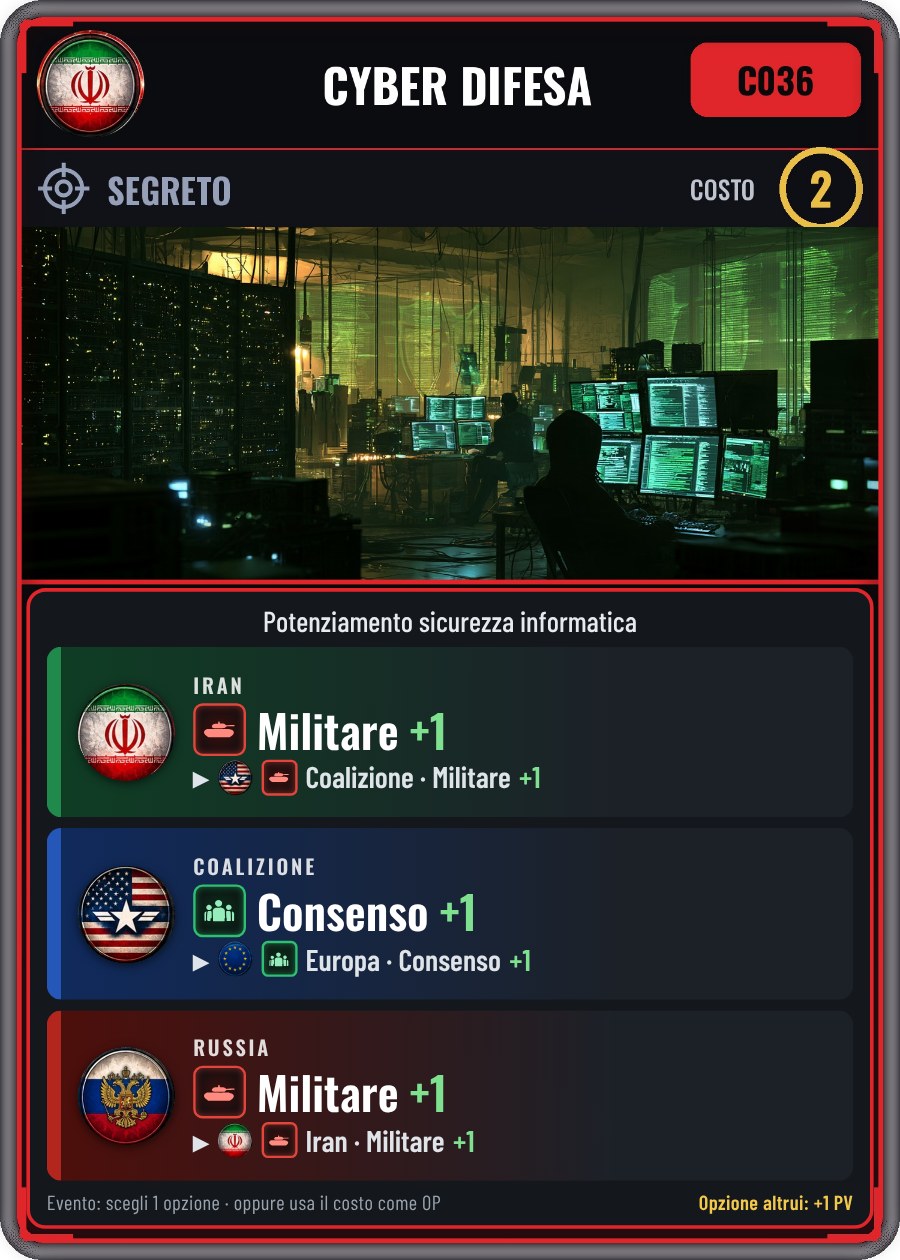 CYBER DIFESA
C036
SEGRETO
COSTO 2
Potenziamento sicurezza informatica
IRAN
Militare +1
▶ Coalizione · Militare +1
COALIZIONE
Consenso +1
▶ Europa · Consenso +1
RUSSIA
Militare +1
▶ Iran · Militare +1
Evento: scegli 1 opzione · oppure usa il costo come OP
Opzione altrui: +1 PV